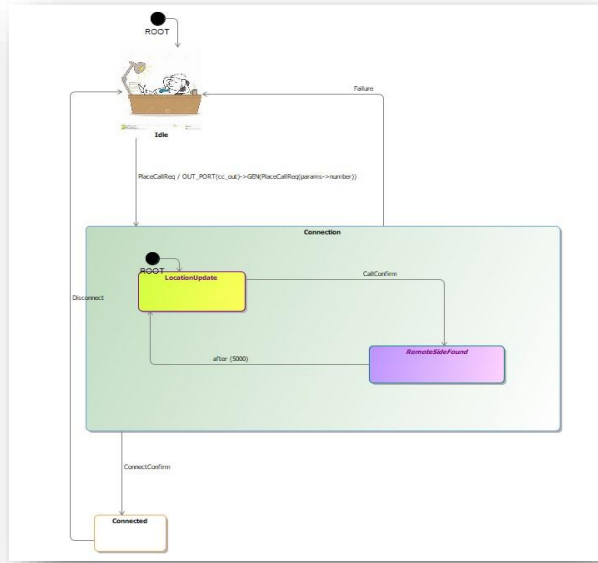 ROOT
Idle
Failure
PlaceCallReq / OUT_PORT(cc_out)->GEN(PlaceCallReq(params->number))
Connection
ROOT
LocationUpdate
CallConfirm
Disconnect
RemoteSideFound
after (5000)
ConnectConfirm
Connected